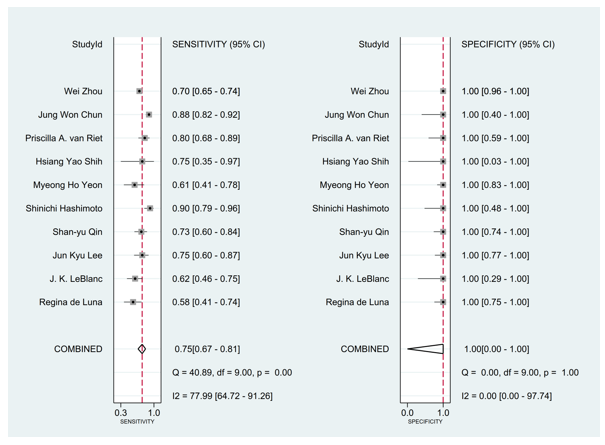 StudyId SENSITIVITY (95% CI) StudyId SPECIFICITY (95% CI)
Wei Zhou 0.70 [0.65 - 0.74] Wei Zhou 1.00 [0.96 - 1.00]
Jung Won Chun 0.88 [0.82 - 0.92] Jung Won Chun 1.00 [0.40 - 1.00]
Priscilla A. van Riet 0.80 [0.68 - 0.89] Priscilla A. van Riet 1.00 [0.59 - 1.00]
Hsiang Yao Shih 0.75 [0.35 - 0.97] Hsiang Yao Shih 1.00 [0.03 - 1.00]
Myeong Ho Yeon 0.61 [0.41 - 0.78] Myeong Ho Yeon 1.00 [0.83 - 1.00]
Shinichi Hashimoto 0.90 [0.79 - 0.96] Shinichi Hashimoto 1.00 [0.48 - 1.00]
Shan-yu Qin 0.73 [0.60 - 0.84] Shan-yu Qin 1.00 [0.74 - 1.00]
Jun Kyu Lee 0.75 [0.60 - 0.87] Jun Kyu Lee 1.00 [0.77 - 1.00]
J. K. LeBlanc 0.62 [0.46 - 0.75] J. K. LeBlanc 1.00 [0.29 - 1.00]
Regina de Luna 0.58 [0.41 - 0.74] Regina de Luna 1.00 [0.75 - 1.00]
COMBINED 0.75[0.67 - 0.81] COMBINED 1.00[0.00 - 1.00]
Q = 40.89, df = 9.00, p = 0.00 Q = 0.00, df = 9.00, p = 1.00
I2 = 77.99 [64.72 - 91.26] I2 = 0.00 [0.00 - 97.74]
0.3 1.0 0.0 1.0
SENSITIVITY SPECIFICITY